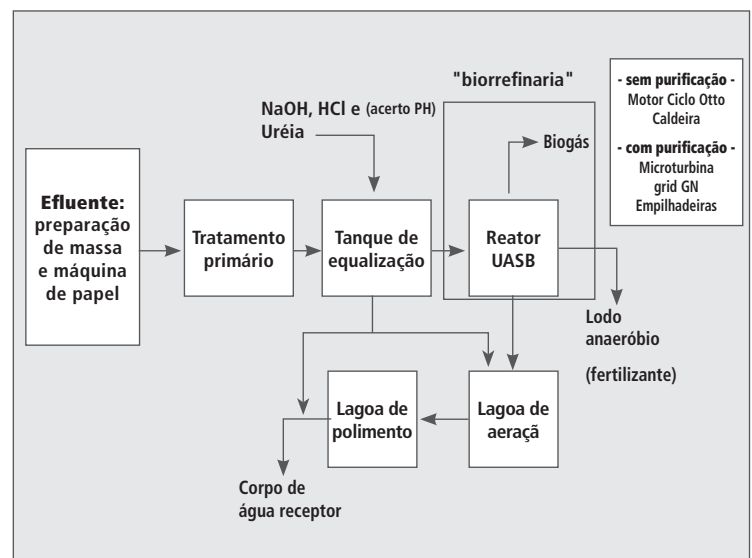 "biorrefinaria"
- sem purificação -
Motor Ciclo Otto
Caldeira
- com purificação -
Microturbina
grid GN
Empilhadeiras
NaOH, HCl e (acerto PH)
Uréia
Biogás
Efluente:
preparação
de massa
e máquina
de papel
Tratamento
primário
Tanque de
equalização
Reator
UASB
Lodo
anaeróbio
(fertilizante)
Lagoa de
polimento
Lagoa de
aeraçã
Corpo de
água receptor